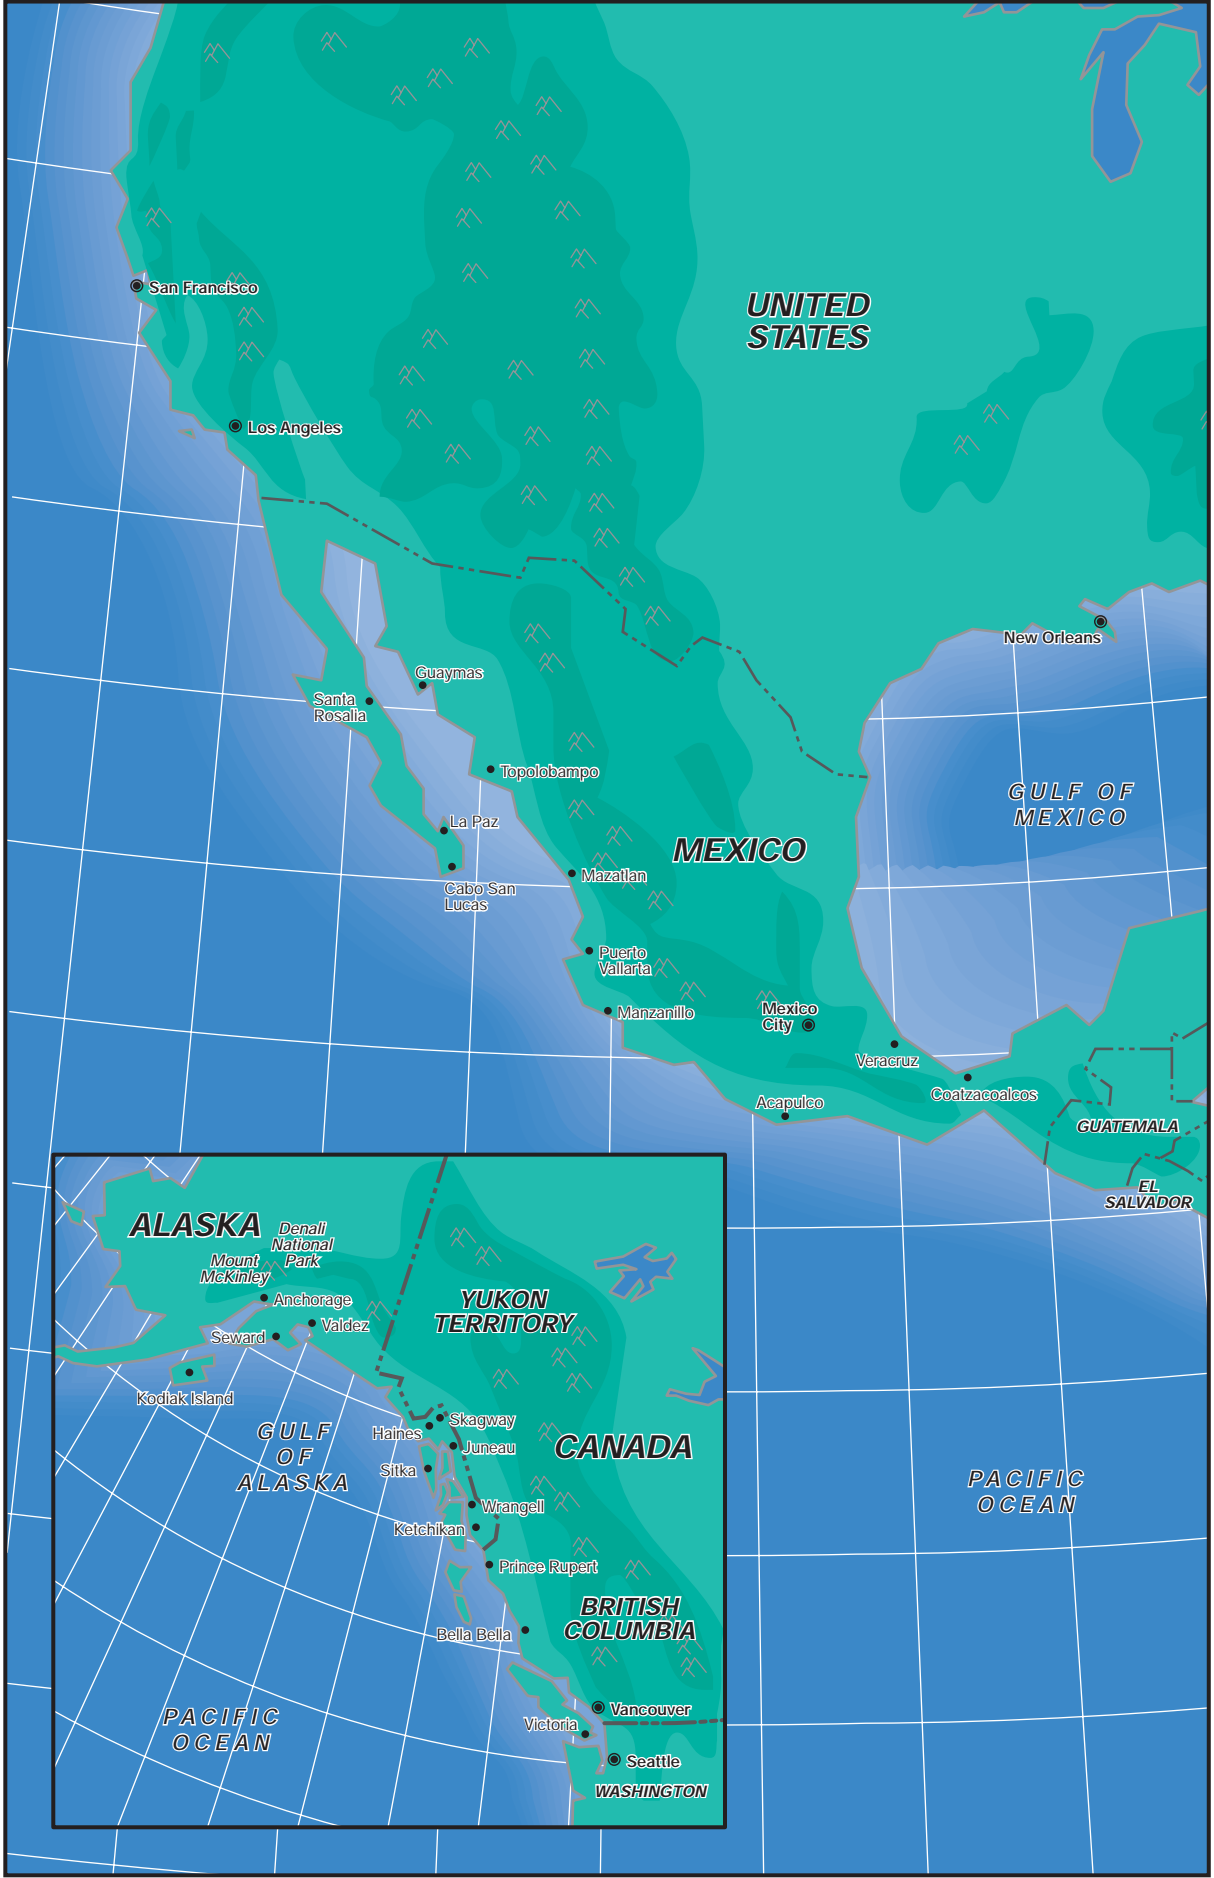 San Francisco
UNITED
STATES
Los Angeles
New Orleans
Guaymas
Santa
Rosalia
Topolobampo
GULF OF
MEXICO
La Paz
MEXICO
Mazatlan
Cabo San
Lucas
Puerto
Vallarta
Manzanillo
Mexico
City
Veracruz
Coatzacoalcos
Acapulco
GUATEMALA
EL
SALVADOR
PACIFIC
OCEAN
ALASKA
Denali
National
Park
Mount
McKinley
Anchorage
Valdez
Seward
Kodiak Island
YUKON
TERRITORY
GULF
OF
ALASKA
Skagway
Haines
Juneau
CANADA
Sitka
Wrangell
Ketchikan
Prince Rupert
BRITISH
COLUMBIA
Bella Bella
PACIFIC
OCEAN
Vancouver
Victoria
Seattle
WASHINGTON